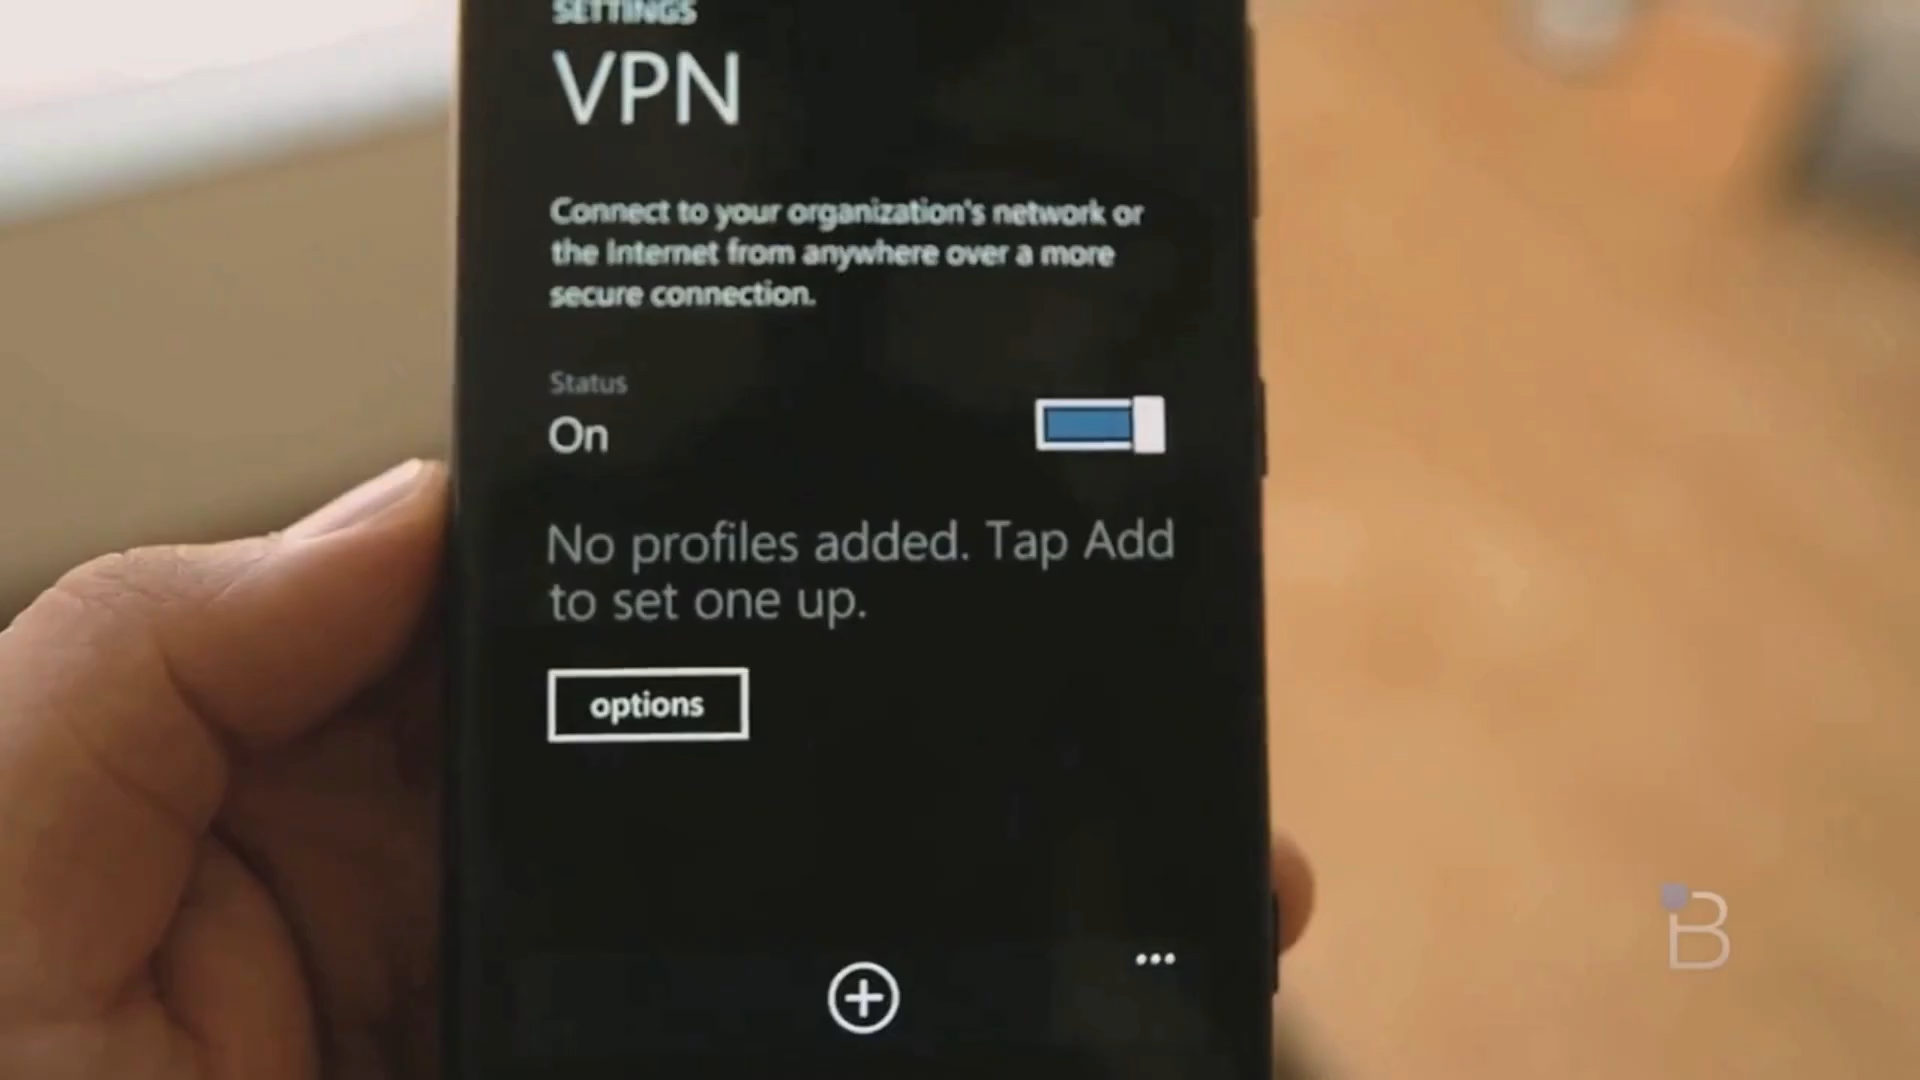 SETTINGS
VPN
Connect to your organization's network or
the Internet from anywhere over a more
secure connection.
Status
On
No profiles added. Tap Add
to set one up.
options
B